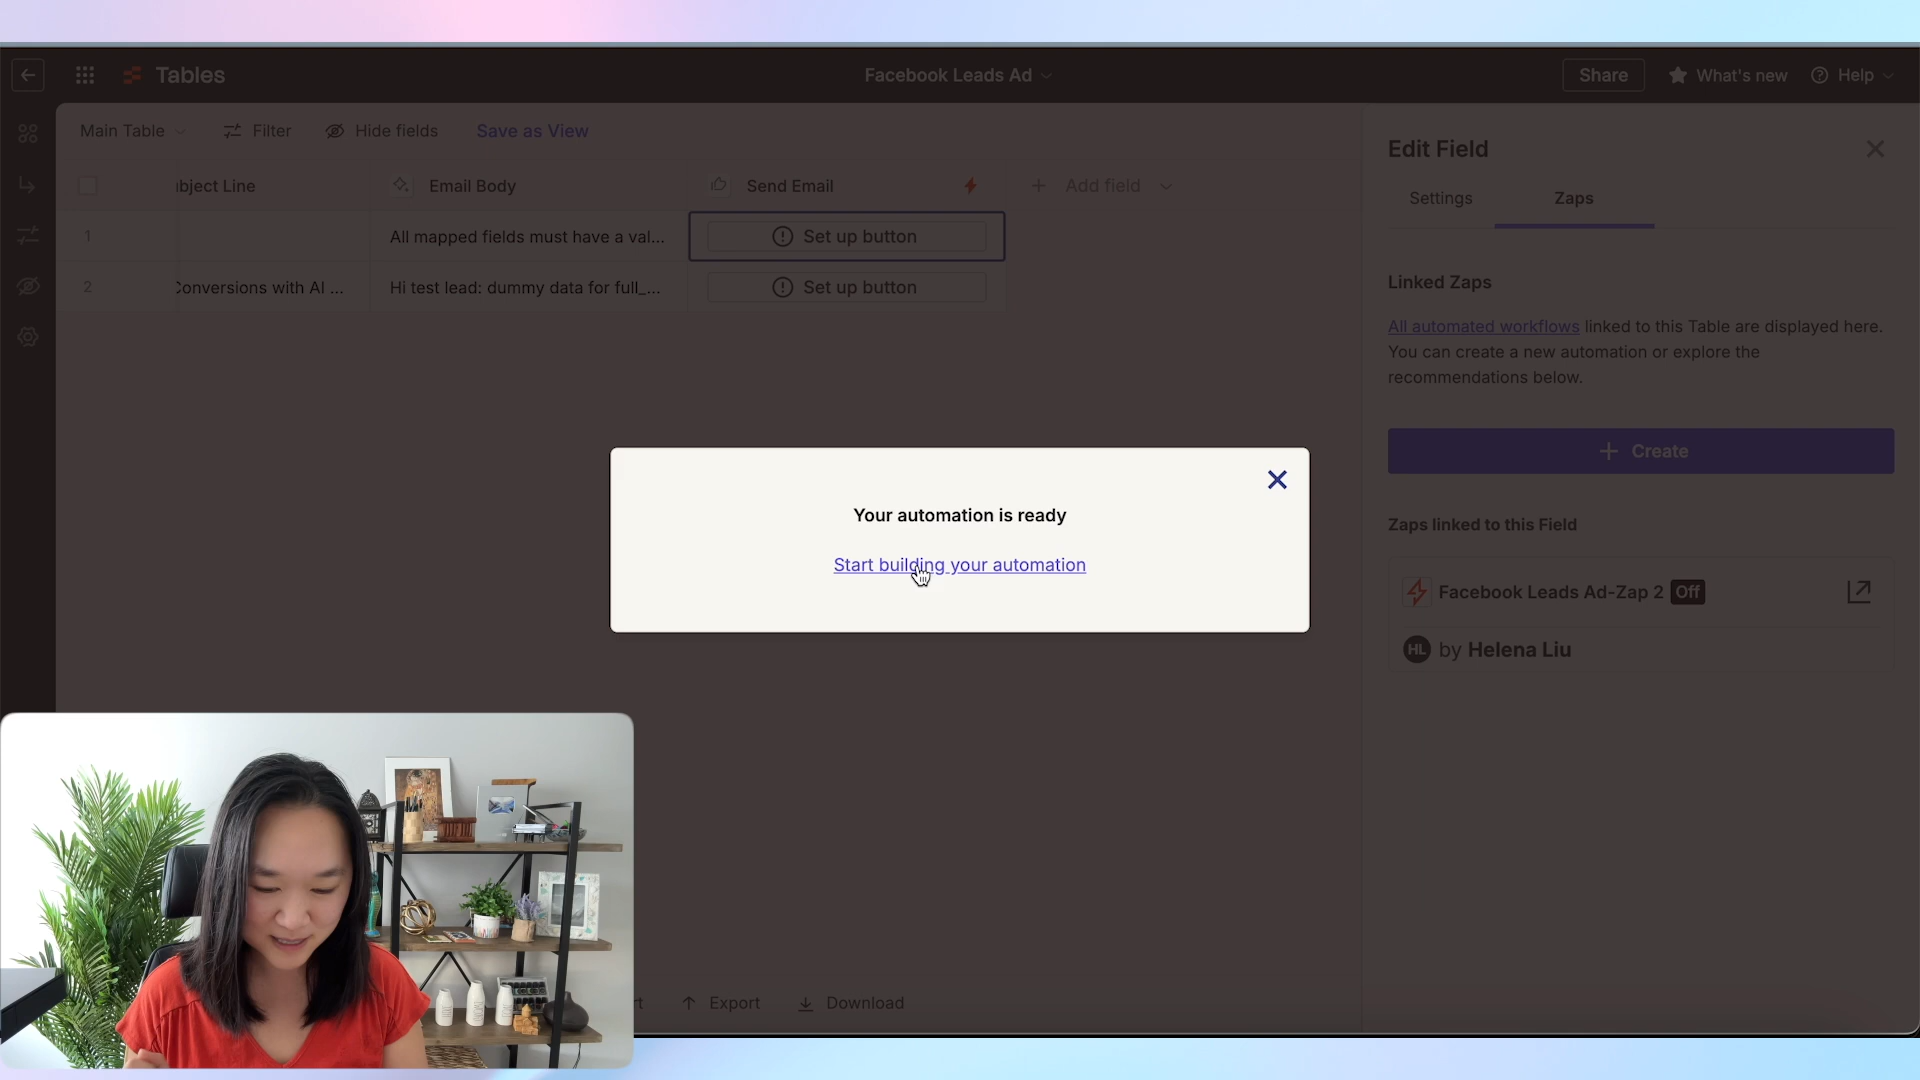 Tables
Facebook Leads Ad
Share
What's new
Help
Main Table
Filter
Hide fields
Save as View
bject Line
Email Body
Send Email
Add field
1
All mapped fields must have a val...
Set up button
2
Conversions with AI ...
Hi test lead: dummy data for full_...
Set up button
Edit Field
Settings
Zaps
Linked Zaps
All automated workflows linked to this Table are displayed here.
You can create a new automation or explore the
recommendations below.
Create
Zaps linked to this Field
Facebook Leads Ad-Zap 2 Off
HL by Helena Liu
Your automation is ready
Start building your automation
rt
Export
Download